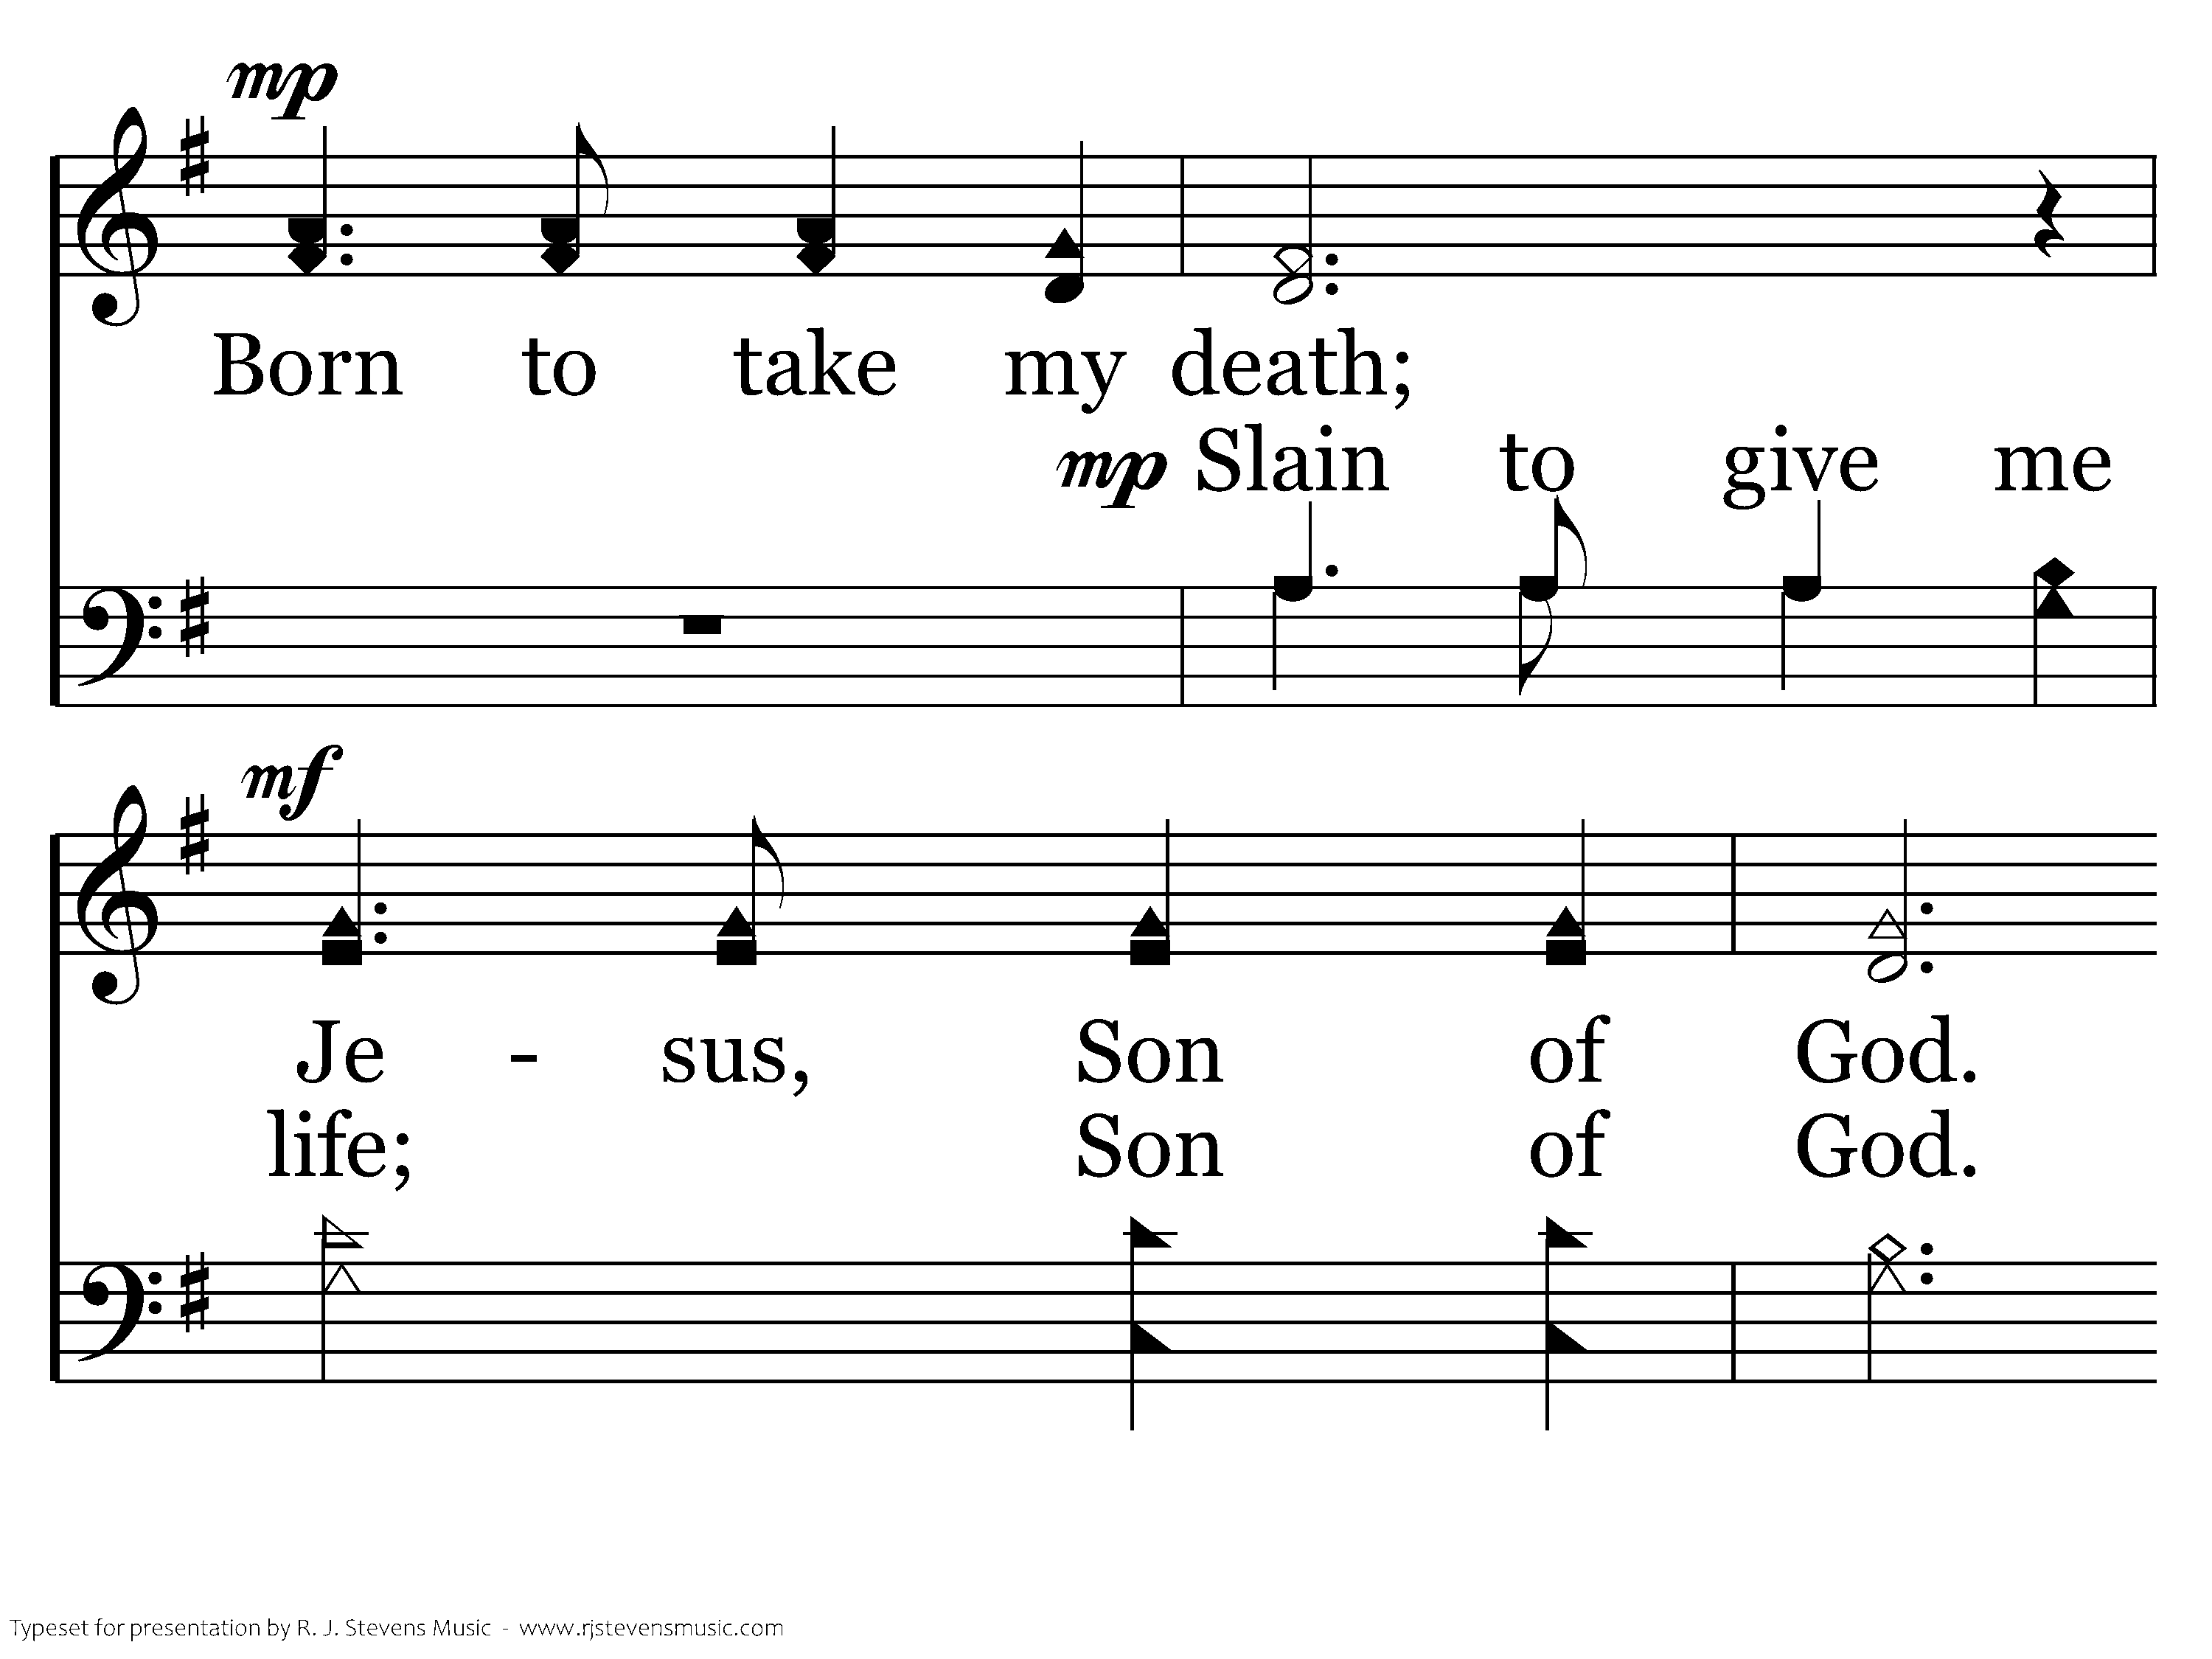 mp
Born to take my death;
mp Slain to give me
mf
Je - sus, Son of God.
life; Son of God.
Typeset for presentation by R. J. Stevens Music - www.rjstevensmusic.com